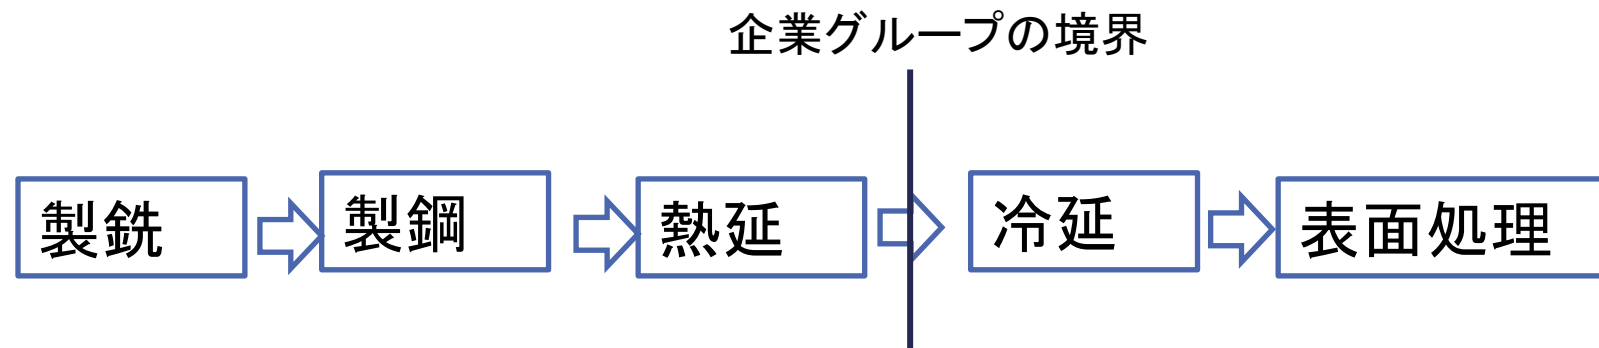 企業グループの境界
製銑
製鋼
熱延
冷延
表面処理